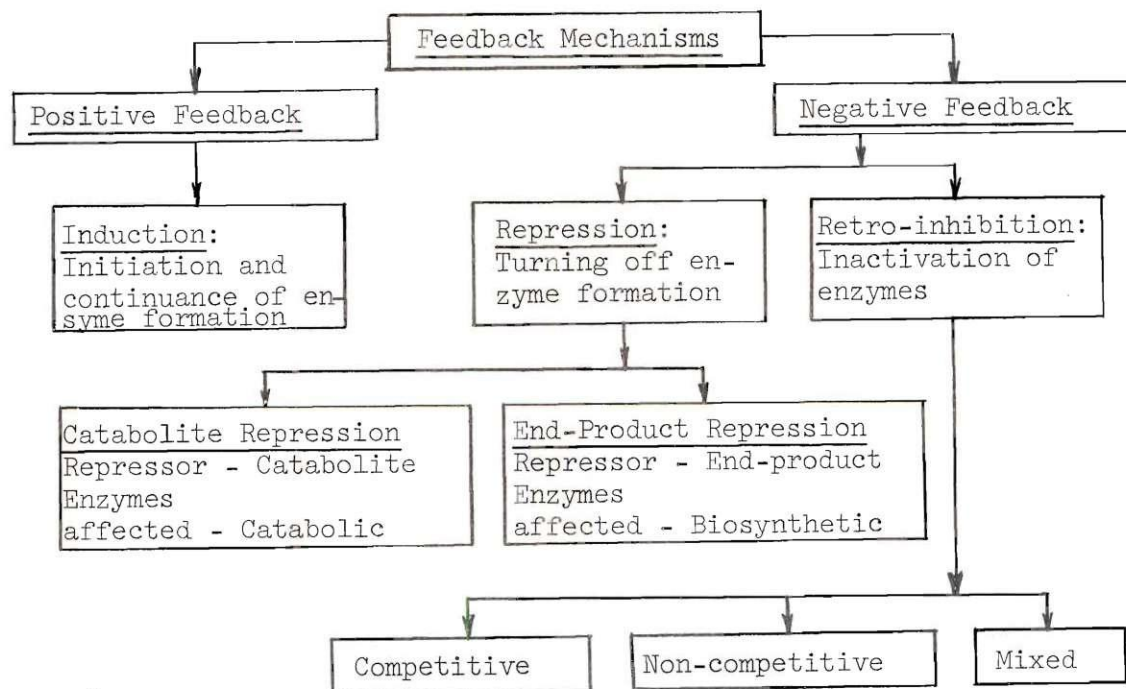 Feedback Mechanisms
Positive Feedback
Negative Feedback
Induction:
Initiation and
continuance of en-
syme formation
Repression:
Turning off en-
zyme formation
Retro-inhibition:
Inactivation of
enzymes
Catabolite Repression
Repressor - Catabolite
Enzymes
affected - Catabolic
End-Product Repression
Repressor - End-product
Enzymes
affected - Biosynthetic
Competitive
Non-competitive
Mixed